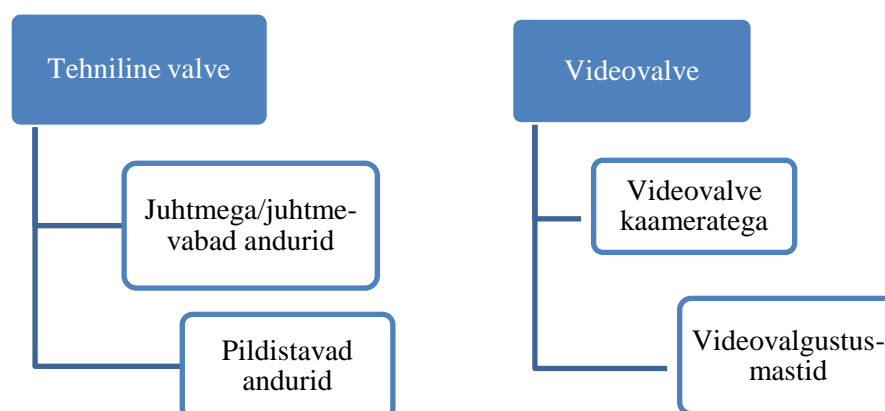 Tehniline valve
Juhtmega/juhtme-
vabad andurid
Pildistavad
andurid
Videovalve
Videovalve
kaameratega
Videovalgustus-
mastid